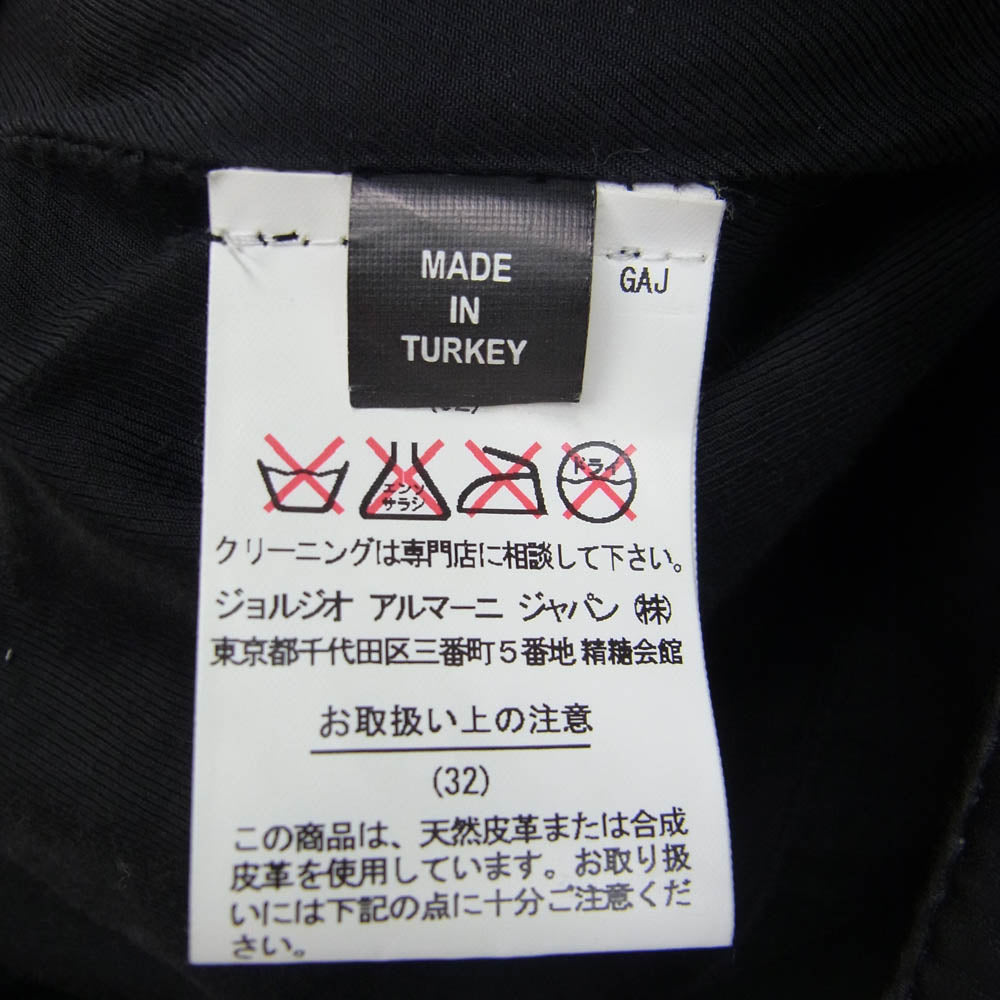 MADE
IN
TURKEY
GAJ
エンソ
サラシ
ドライ
クリーニングは専門店に相談して下さい。
ジョルジオ アルマーニ ジャパン ㈱
東京都千代田区三番町5番地 精糖会館
お取扱い上の注意
(32)
この商品は、天然皮革または合成
皮革を使用しています。お取り扱
いには下記の点に十分ご注意くだ
さい。